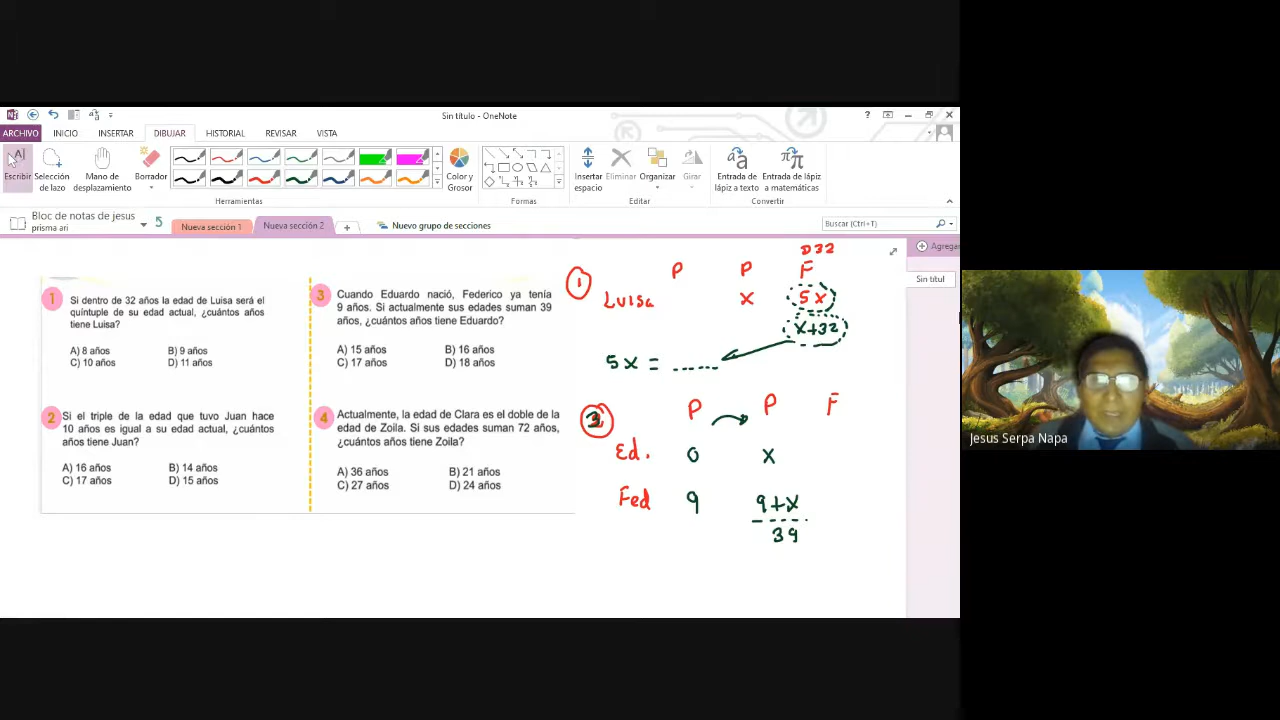 Sin título - OneNote
ARCHIVO INICIO INSERTAR DIBUJAR HISTORIAL REVISAR VISTA
Escribir
Selección de lazo
Mano de desplazamiento
Borrador
Color y Grosor
Insertar espacio
Eliminar
Organizar
Girar
Entrada de lápiz a texto
Entrada de lápiz a matemáticas
Herramientas
Formas
Editar
Convertir
Bloc de notas de jesus
prisma ari
Nueva sección 1
Nueva sección 2
Nuevo grupo de secciones
Buscar (Ctrl+E)
Agregar
Sin títul
1
Si dentro de 32 años la edad de Luisa será el
quíntuple de su edad actual, ¿cuántos años
tiene Luisa?
A) 8 años B) 9 años
C) 10 años D) 11 años
2
Si el triple de la edad que tuvo Juan hace
10 años es igual a su edad actual, ¿cuántos
años tiene Juan?
A) 16 años B) 14 años
C) 17 años D) 15 años
3
Cuando Eduardo nació, Federico ya tenía
9 años. Si actualmente sus edades suman 39
años, ¿cuántos años tiene Eduardo?
A) 15 años B) 16 años
C) 17 años D) 18 años
4
Actualmente, la edad de Clara es el doble de la
edad de Zoila. Si sus edades suman 72 años,
¿cuántos años tiene Zoila?
A) 36 años B) 21 años
C) 27 años D) 24 años
D32
1 P P F
Luisa x 5x
x+32
5x = ......
3 P P F
Ed. 0 x
Fed 9 9+x
39
Jesus Serpa Napa